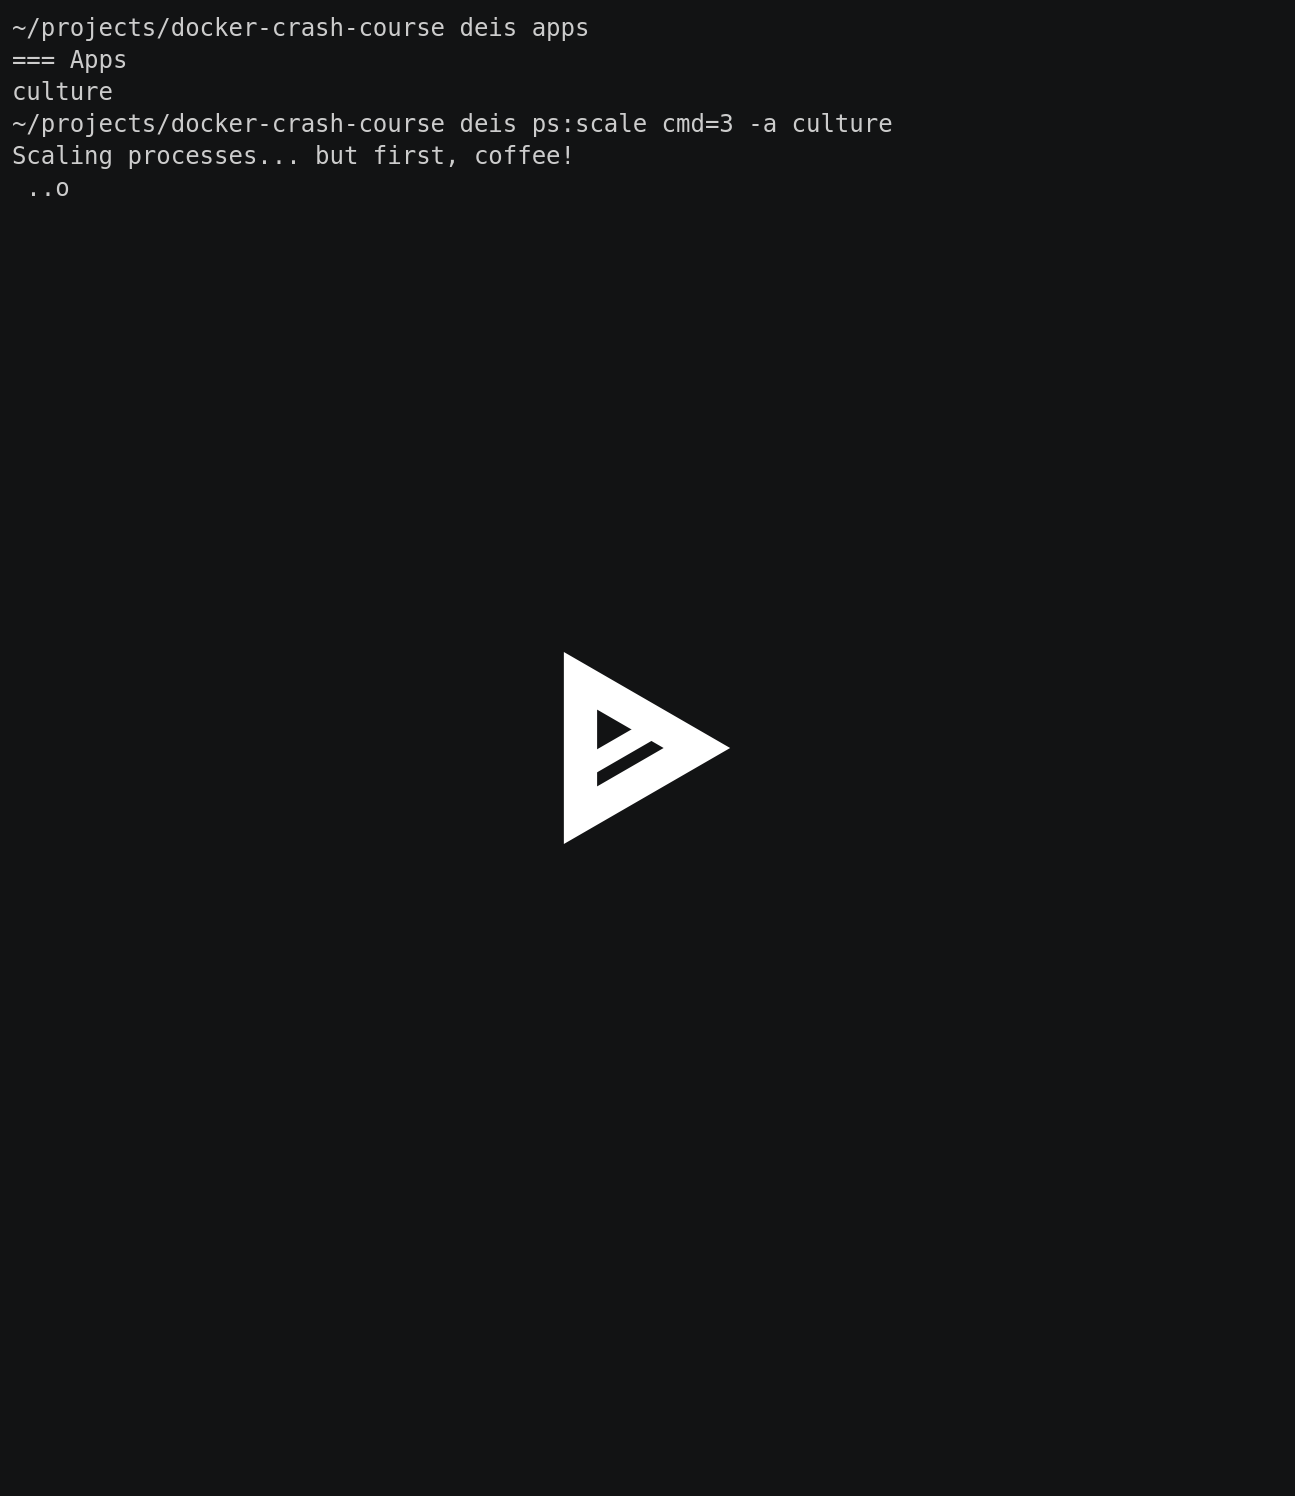 ~/projects/docker-crash-course deis apps
=== Apps
culture
~/projects/docker-crash-course deis ps:scale cmd=3 -a culture
Scaling processes... but first, coffee!
 ..o